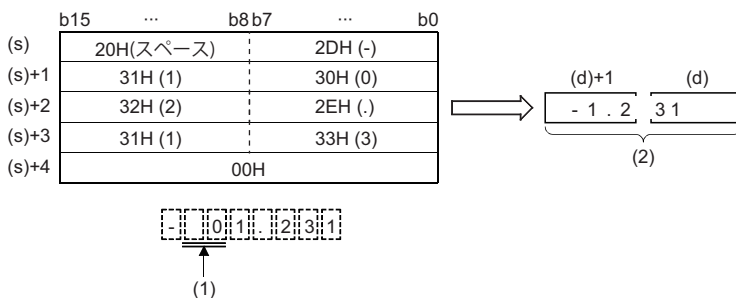 b15 ··· b8 b7 ··· b0
(s) 20H(スペース) 2DH (-)
(s)+1 31H (1) 30H (0)
(s)+2 32H (2) 2EH (.)
(s)+3 31H (1) 33H (3)
(s)+4 00H
(d)+1 (d)
- 1 . 2 3 1
(2)
- 0 1 . 2 3 1
(1)